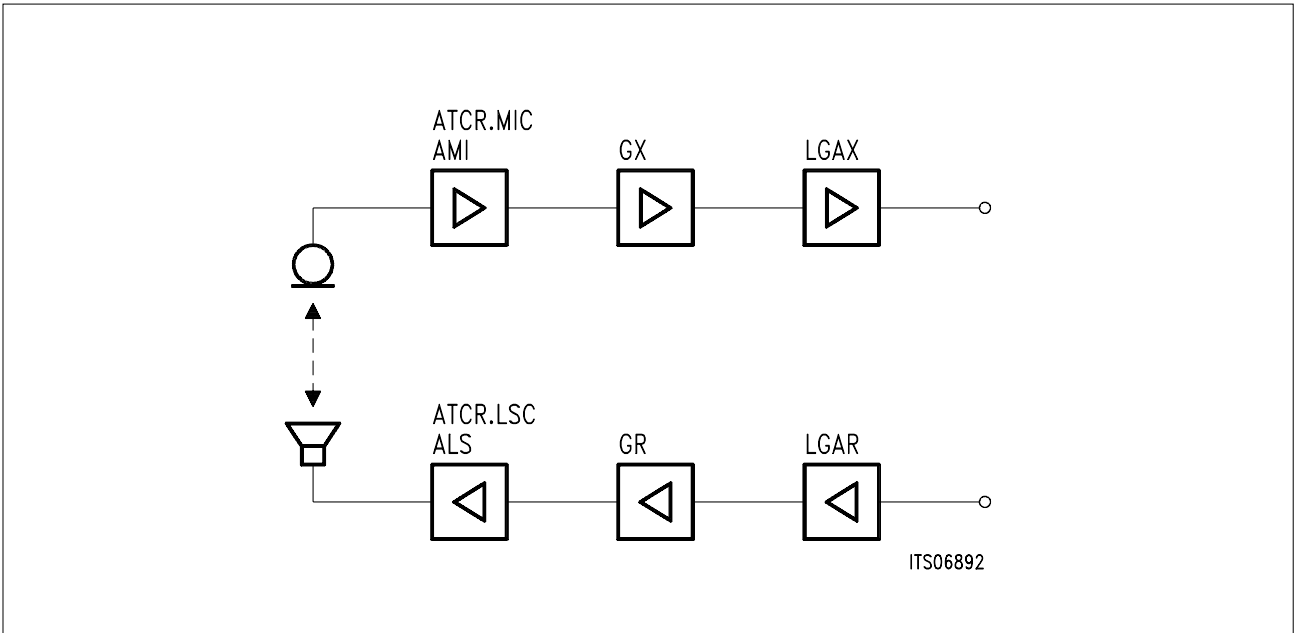 ATCR.MIC
AMI
GX
LGAX
ATCR.LSC
ALS
GR
LGAR
ITS06892